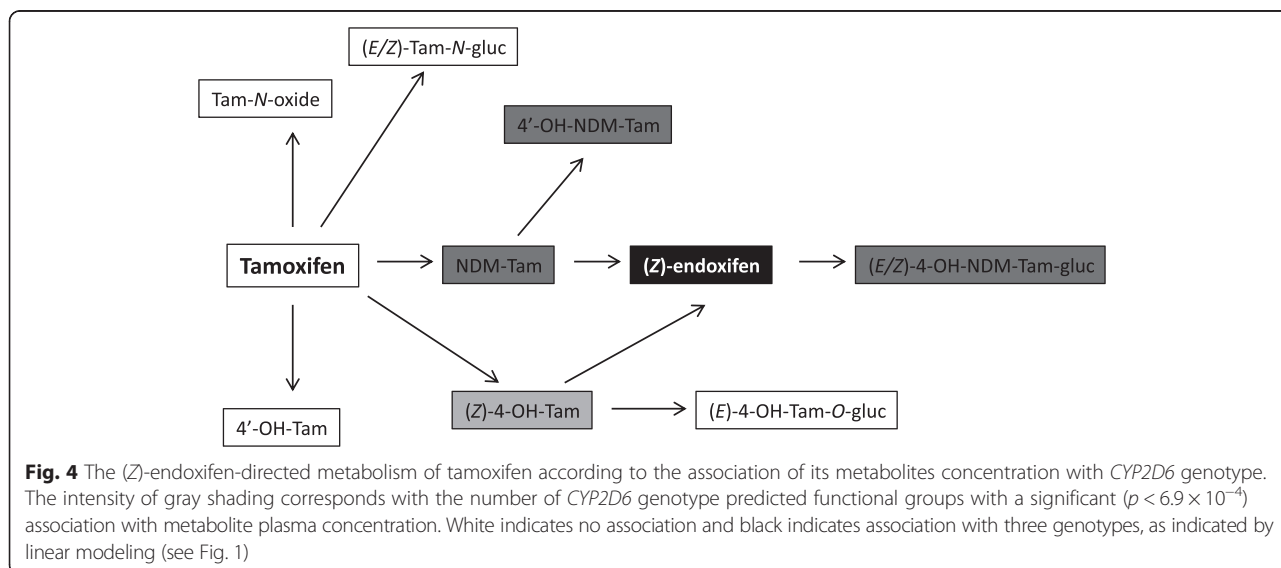 (E/Z)-Tam-N-gluc
Tam-N-oxide
4′-OH-NDM-Tam
Tamoxifen
NDM-Tam
(Z)-endoxifen
(E/Z)-4-OH-NDM-Tam-gluc
(Z)-4-OH-Tam
(E)-4-OH-Tam-O-gluc
4′-OH-Tam
Fig. 4 The (Z)-endoxifen-directed metabolism of tamoxifen according to the association of its metabolites concentration with CYP2D6 genotype.
The intensity of gray shading corresponds with the number of CYP2D6 genotype predicted functional groups with a significant (p < 6.9 × 10⁻⁴)
association with metabolite plasma concentration. White indicates no association and black indicates association with three genotypes, as indicated by
linear modeling (see Fig. 1)